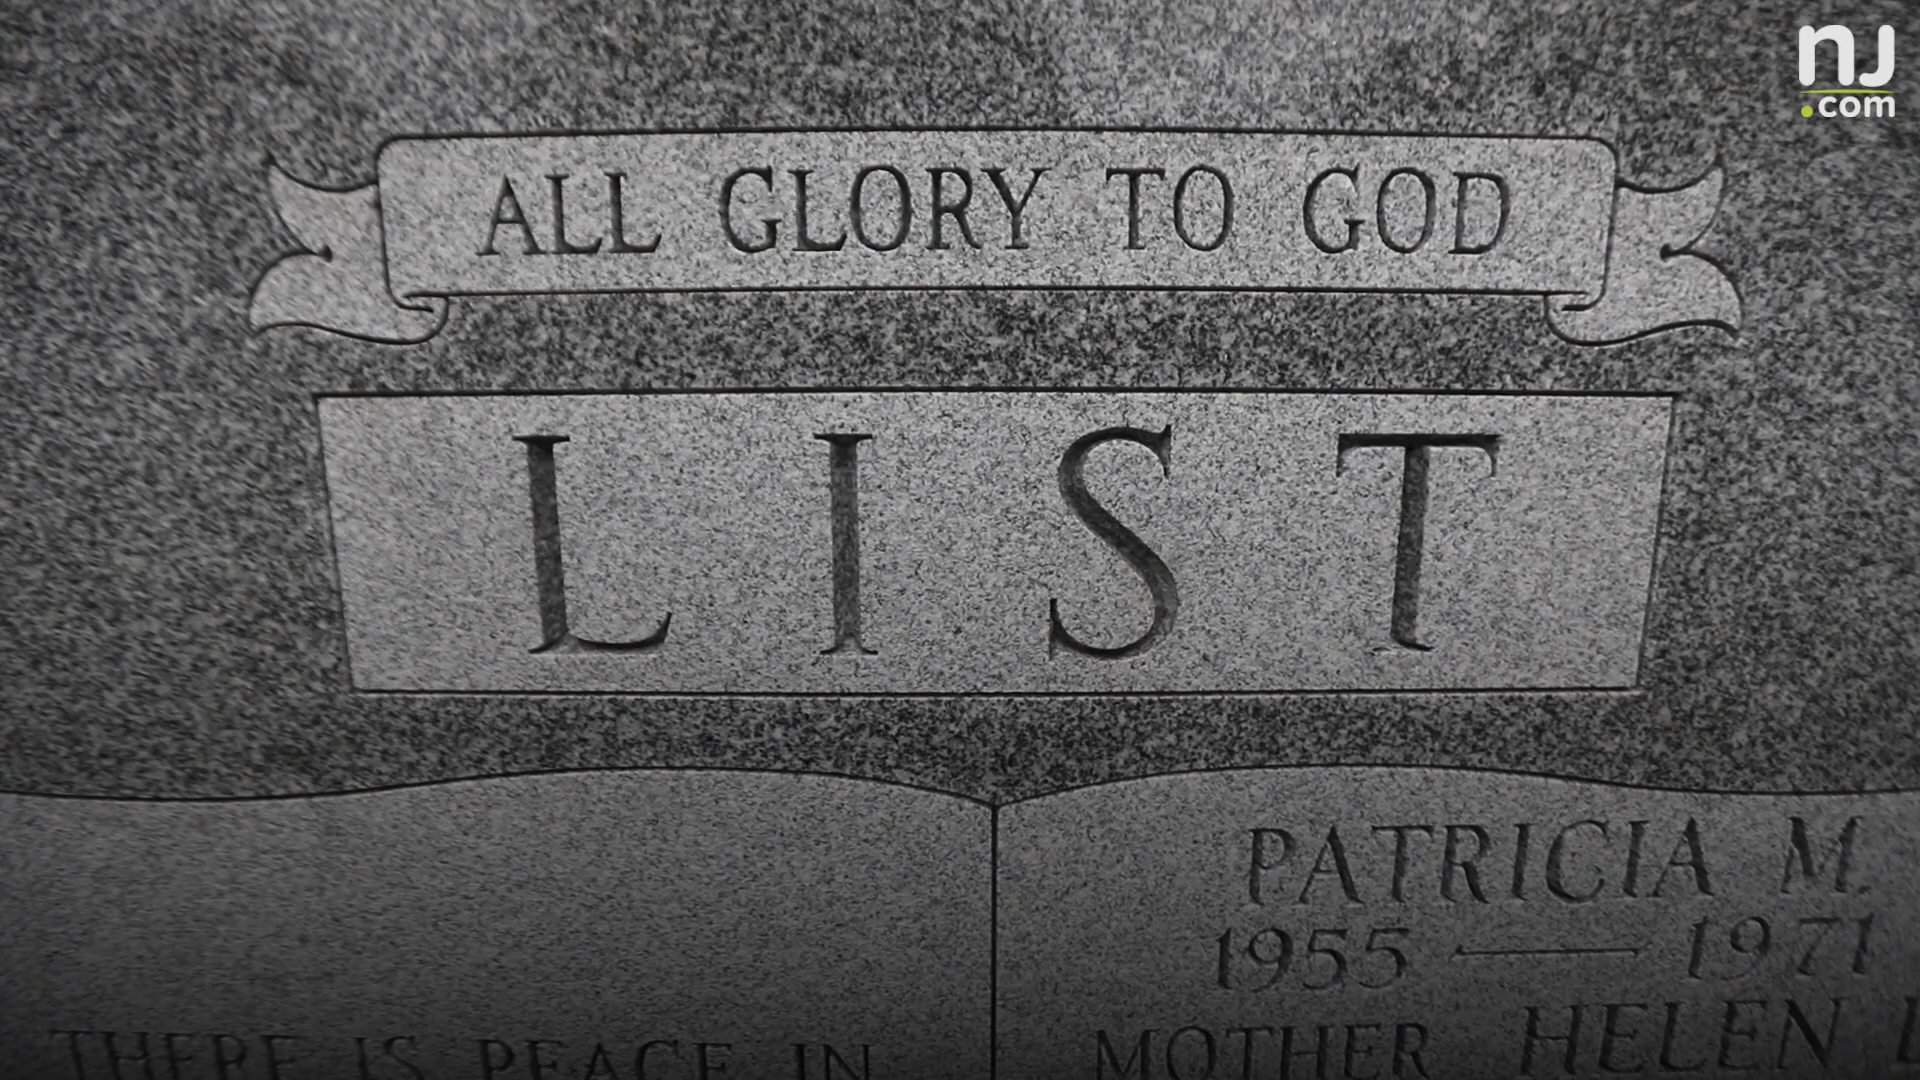 nj
.com
ALL GLORY TO GOD
LIST
PATRICIA M.
1955 — 1971
THERE IS PEACE IN
MOTHER HELEN